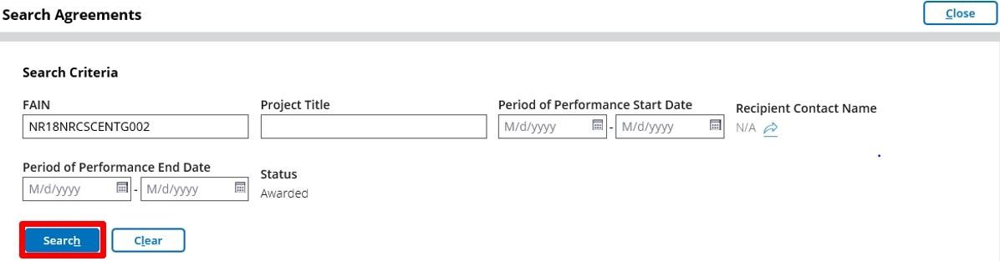 Search Agreements
Close
Search Criteria
FAIN
Project Title
Period of Performance Start Date
Recipient Contact Name
NR18NRCSCENTG002
M/d/yyyy - M/d/yyyy
N/A
Period of Performance End Date
Status
M/d/yyyy - M/d/yyyy
Awarded
Search
Clear